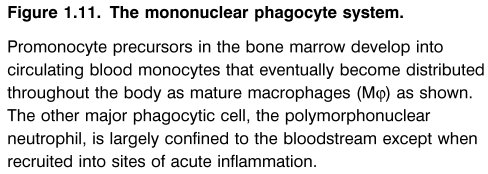 Figure 1.11. The mononuclear phagocyte system.
Promonocyte precursors in the bone marrow develop into
circulating blood monocytes that eventually become distributed
throughout the body as mature macrophages (Mφ) as shown.
The other major phagocytic cell, the polymorphonuclear
neutrophil, is largely confined to the bloodstream except when
recruited into sites of acute inflammation.